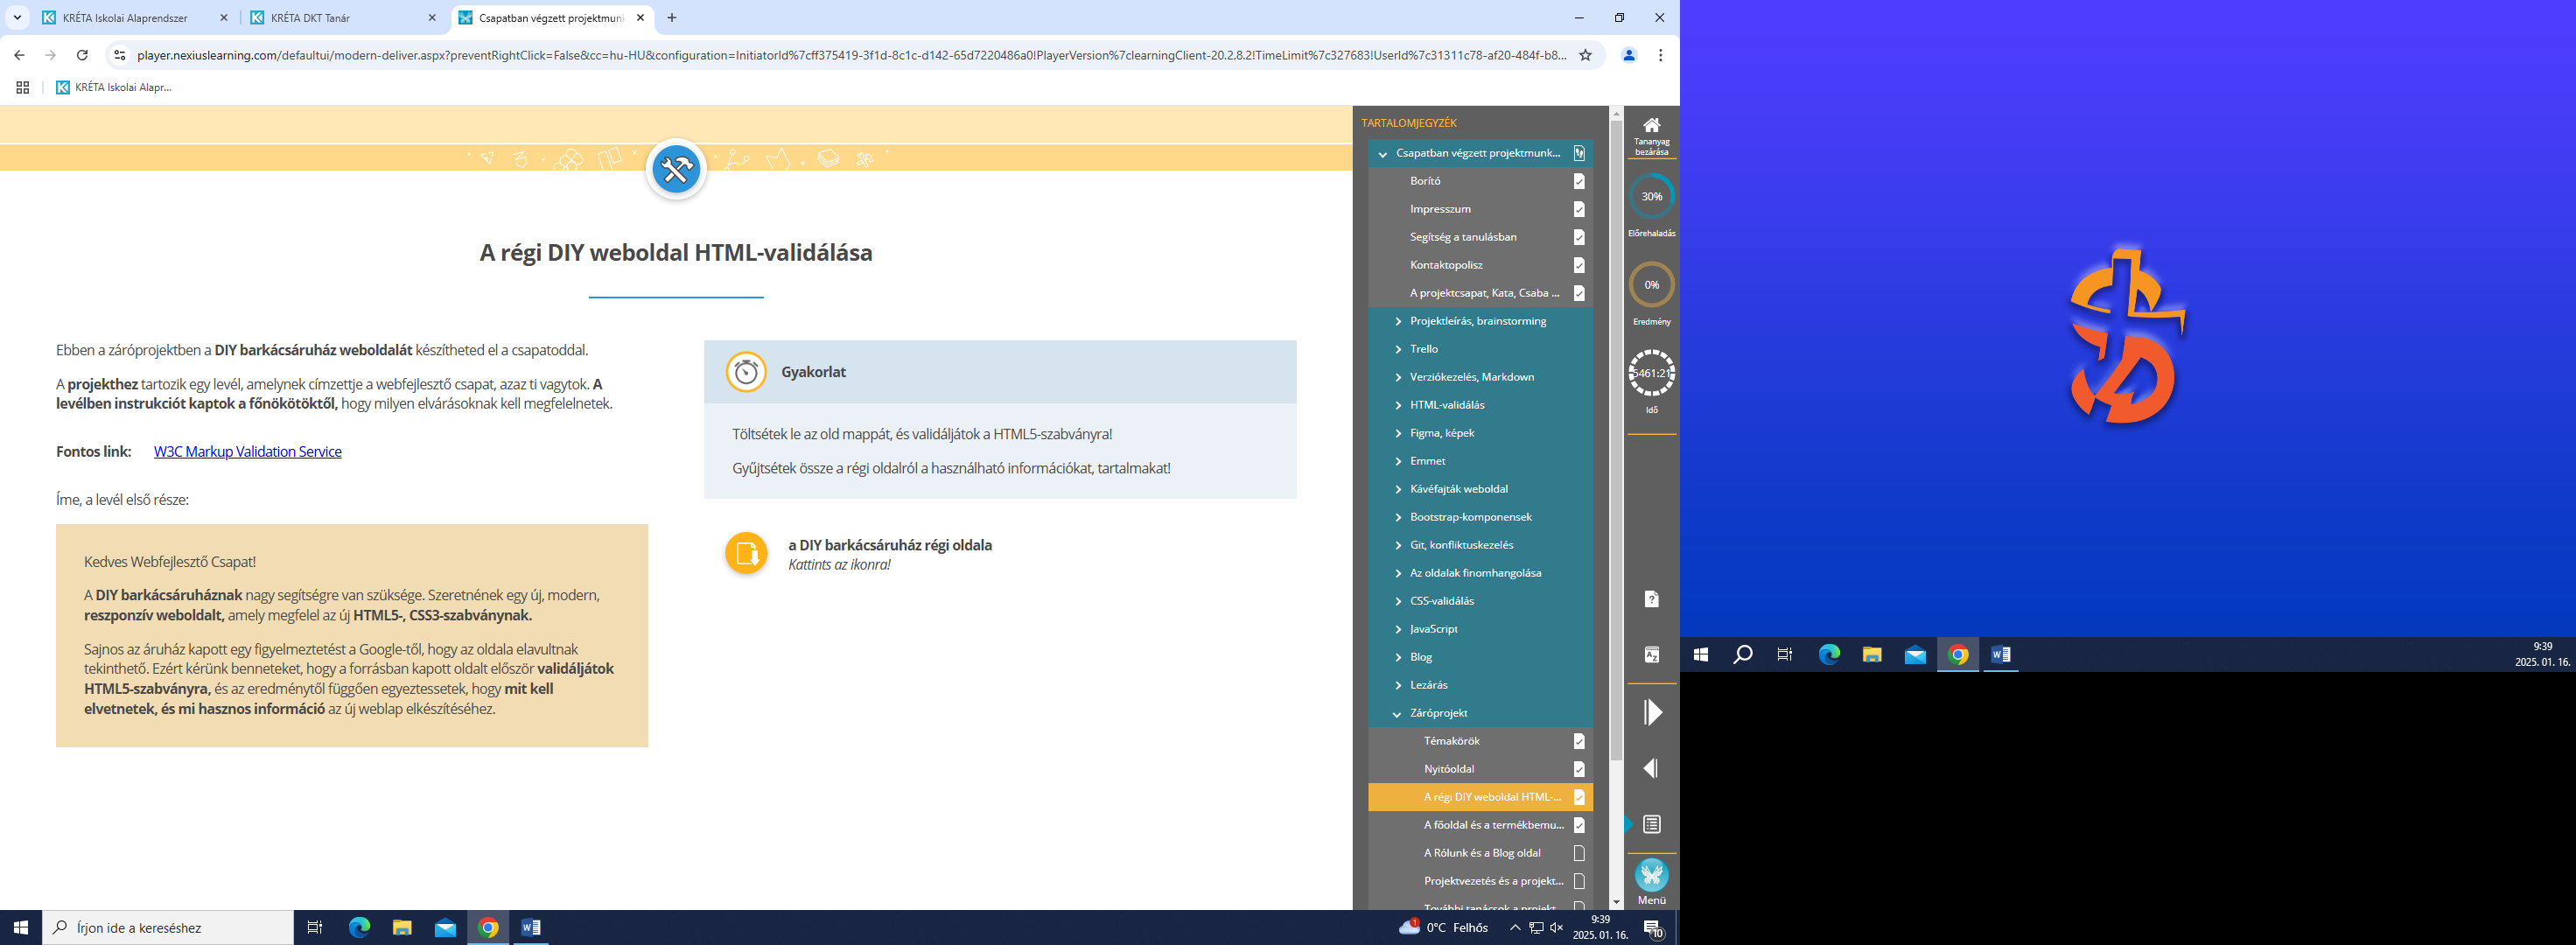 KRÉTA Iskolai Alaprendszer
KRÉTA DKT Tanár
Csapatban végzett projektmunk
player.nexiuslearning.com/defaultui/modern-deliver.aspx?preventRightClick=False&cc=hu-HU&configuration=InitiatorId%7cff375419-3f1d-8c1c-d142-65d7220486a0!PlayerVersion%7clearningClient-20.2.8.2!TimeLimit%7c327683!UserId%7c31311c78-af20-484f-b8...
KRÉTA Iskolai Alapr...
A régi DIY weboldal HTML-validálása
Ebben a záróprojektben a DIY barkácsáruház weboldalát készítheted el a csapatoddal.
A projekthez tartozik egy levél, amelynek címzettje a webfejlesztő csapat, azaz ti vagytok. A
levélben instrukciót kaptok a főnökötöktől, hogy milyen elvárásoknak kell megfelelnetek.
Fontos link: W3C Markup Validation Service
Íme, a levél első része:
Kedves Webfejlesztő Csapat!
A DIY barkácsáruháznak nagy segítségre van szüksége. Szeretnének egy új, modern,
reszponzív weboldalt, amely megfelel az új HTML5-, CSS3-szabványnak.
Sajnos az áruház kapott egy figyelmeztetést a Google-től, hogy az oldala elavultnak
tekinthető. Ezért kérünk benneteket, hogy a forrásban kapott oldalt először validáljátok
HTML5-szabványra, és az eredménytől függően egyeztessetek, hogy mit kell
elvetnetek, és mi hasznos információ az új weblap elkészítéséhez.
Gyakorlat
Töltsétek le az old mappát, és validáljátok a HTML5-szabványra!
Gyűjtsétek össze a régi oldalról a használható információkat, tartalmakat!
a DIY barkácsáruház régi oldala
Kattints az ikonra!
TARTALOMJEGYZÉK
Csapatban végzett projektmunk...
Borító
Impresszum
Segítség a tanulásban
Kontaktopolisz
A projektcsapat, Kata, Csaba ...
Projektleírás, brainstorming
Trello
Verziókezelés, Markdown
HTML-validálás
Figma, képek
Emmet
Kávéfajták weboldal
Bootstrap-komponensek
Git, konfliktuskezelés
Az oldalak finomhangolása
CSS-validálás
JavaScript
Blog
Lezárás
Záróprojekt
Témakörök
Nyitóoldal
A régi DIY weboldal HTML-...
A főoldal és a termékbemu...
A Rólunk és a Blog oldal
Projektvezetés és a projekt...
További tanácsok a projekt
Tananyag
bezárása
30%
Előrehaladás
0%
Eredmény
5461:21
Idő
?
A Z
Menü
Írjon ide a kereséshez
1
0°C Felhős
9:39
2025. 01. 16.
10
9:39
2025. 01. 16.